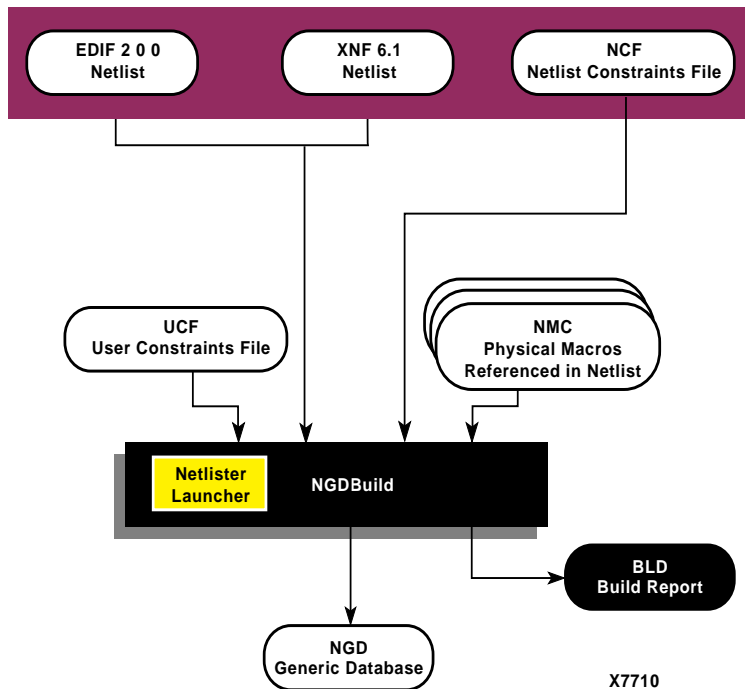 EDIF 2 0 0
Netlist
XNF 6.1
Netlist
NCF
Netlist Constraints File
UCF
User Constraints File
NMC
Physical Macros
Referenced in Netlist
Netlister
Launcher
NGDBuild
BLD
Build Report
NGD
Generic Database
X7710